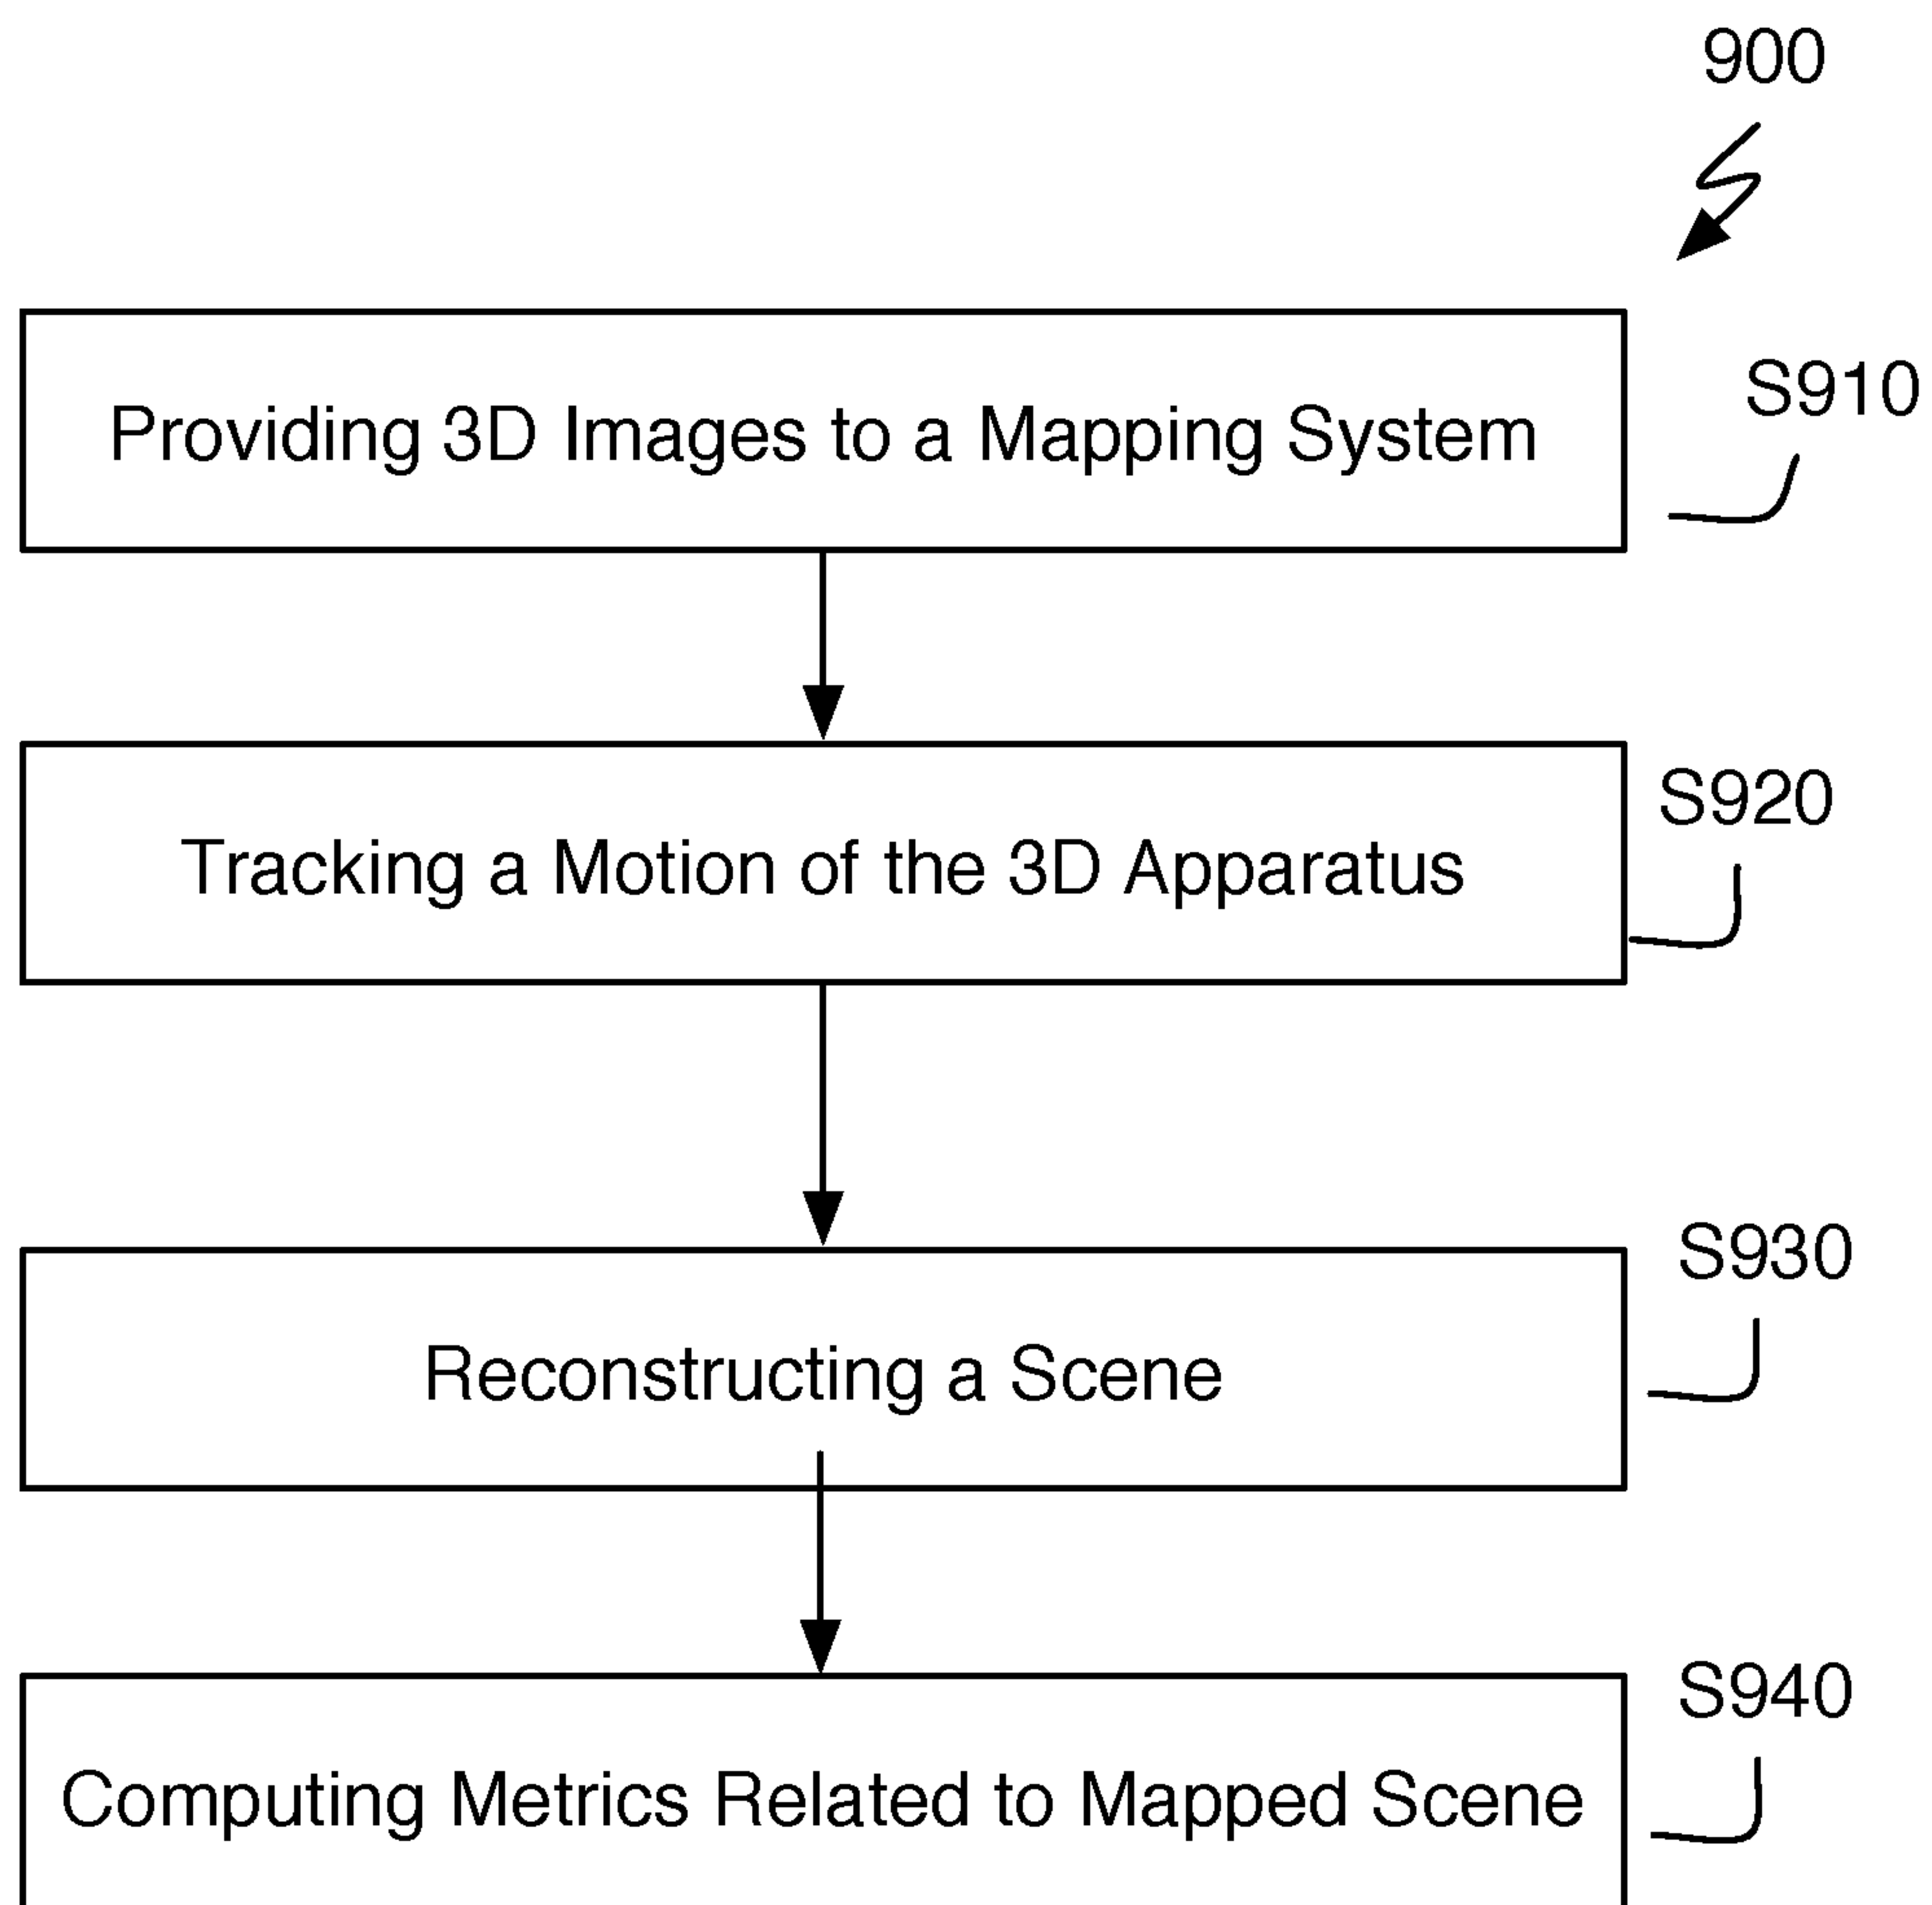 900
S910
Providing 3D Images to a Mapping System
S920
Tracking a Motion of the 3D Apparatus
S930
Reconstructing a Scene
S940
Computing Metrics Related to Mapped Scene